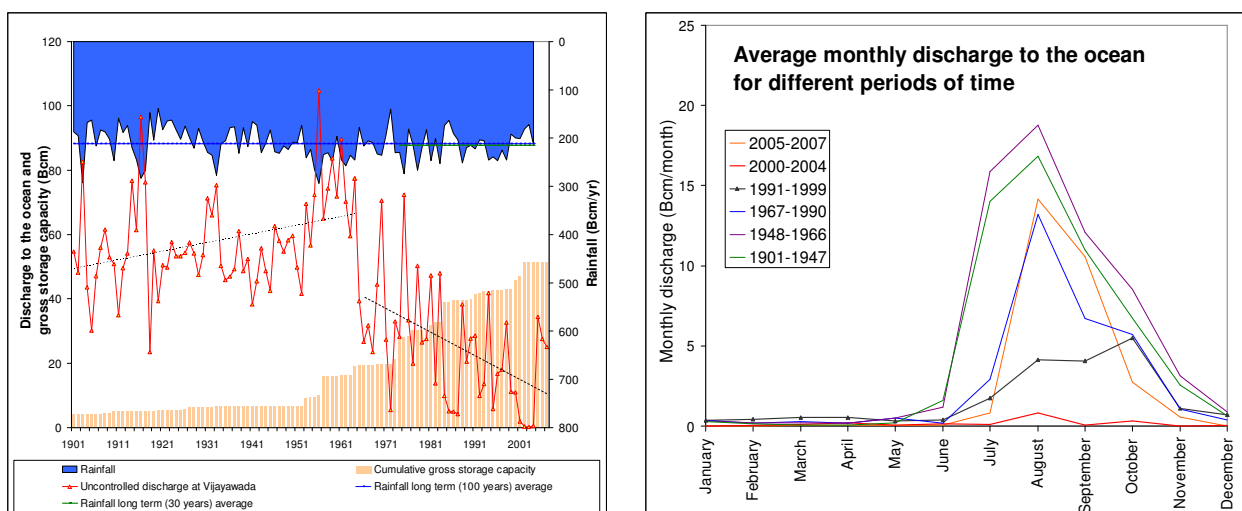 120
100
80
60
40
20
0
Discharge to the ocean and
gross storage capacity (Bcm)
0
100
200
300
400
500
600
700
800
Rainfall (Bcm/yr)
1901 1911 1921 1931 1941 1951 1961 1971 1981 1991 2001
Rainfall
Cumulative gross storage capacity
Uncontrolled discharge at Vijayawada
Rainfall long term (100 years) average
Rainfall long term (30 years) average
Average monthly discharge to the ocean
for different periods of time
25
20
15
10
5
0
Monthly discharge (Bcm/month)
2005-2007
2000-2004
1991-1999
1967-1990
1948-1966
1901-1947
January
February
March
April
May
June
July
August
September
October
November
December